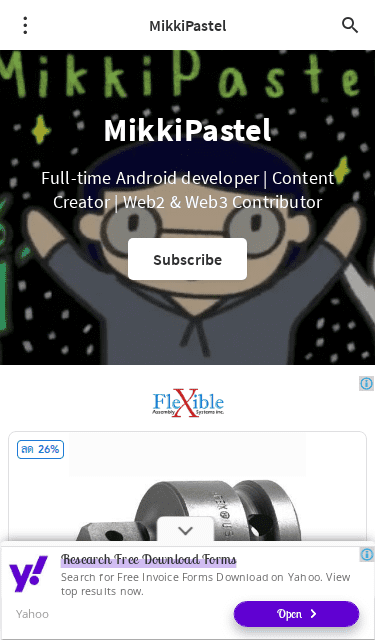 MikkiPastel
MikkiPaste
MikkiPastel
Full-time Android developer | Content
Creator | Web2 & Web3 Contributor
Subscribe
FleXible
Assembly Systems Inc.
ลด 26%
Research Free Download Forms
Search for Free Invoice Forms Download on Yahoo. View
top results now.
Yahoo
Open